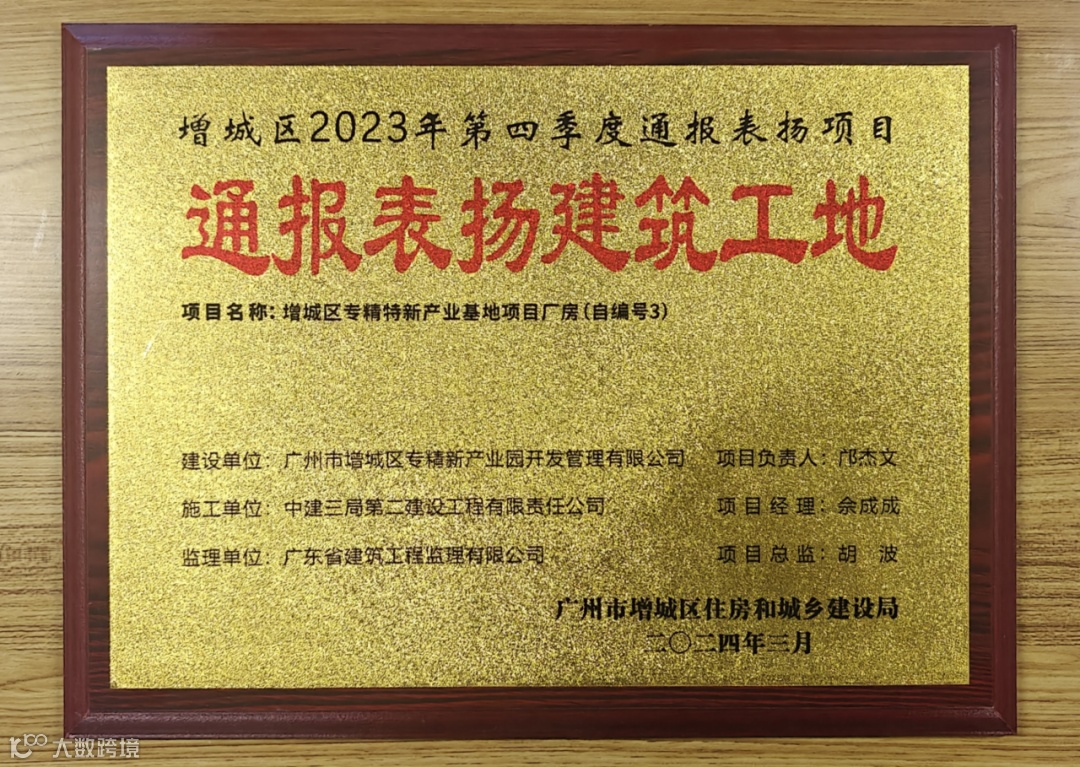 增城区2023年第四季度通报表扬项目
通报表扬建筑工地
项目名称：增城区专精特新产业基地项目厂房（自编号3）
建设单位：广州市增城区专精新产业园开发管理有限公司 项目负责人：邝杰文
施工单位：中建三局第二建设工程有限责任公司 项目经理：佘成成
监理单位：广东省建筑工程监理有限公司 项目总监：胡 波
广州市增城区住房和城乡建设局
二〇二四年三月
大数跨境